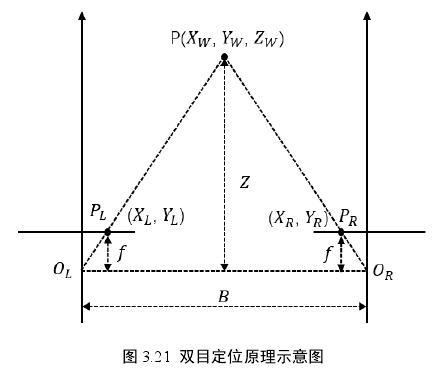 P(X_W, Y_W, Z_W)
Z
P_L (X_L, Y_L) (X_R, Y_R) P_R
f f
O_L O_R
B
图 3.21 双目定位原理示意图